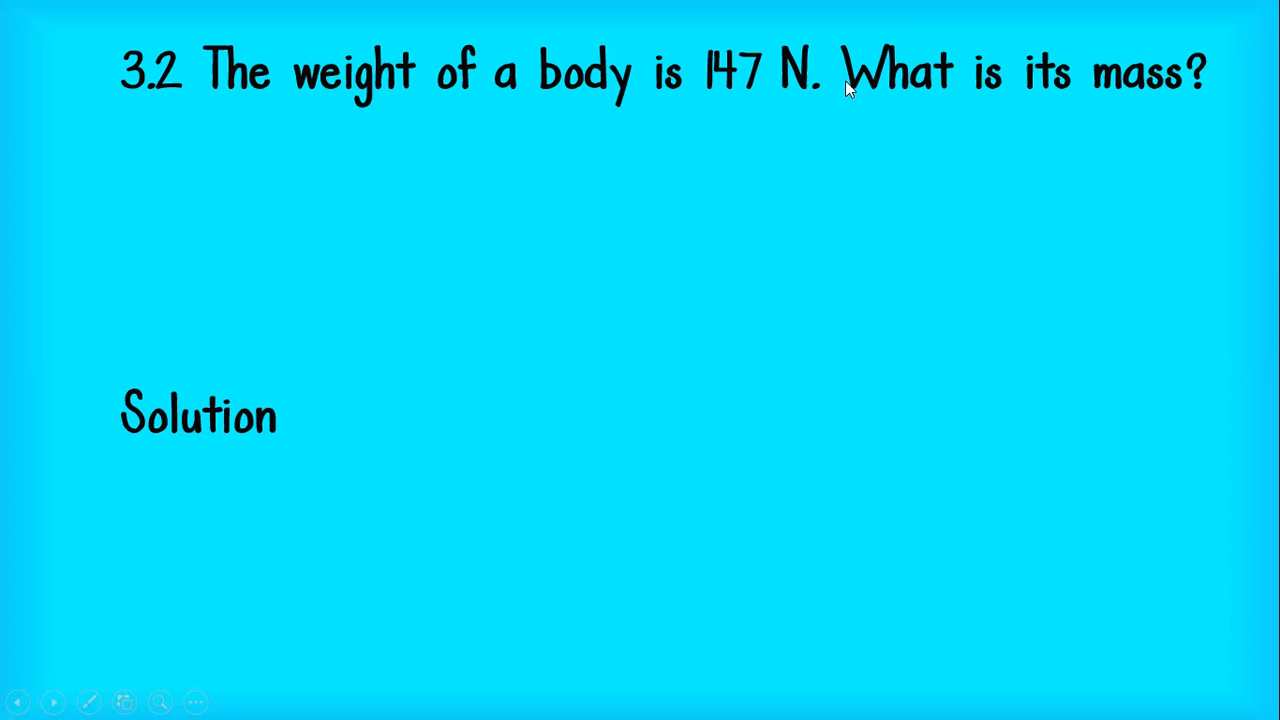 3.2 The weight of a body is 147 N. What is its mass?
Solution